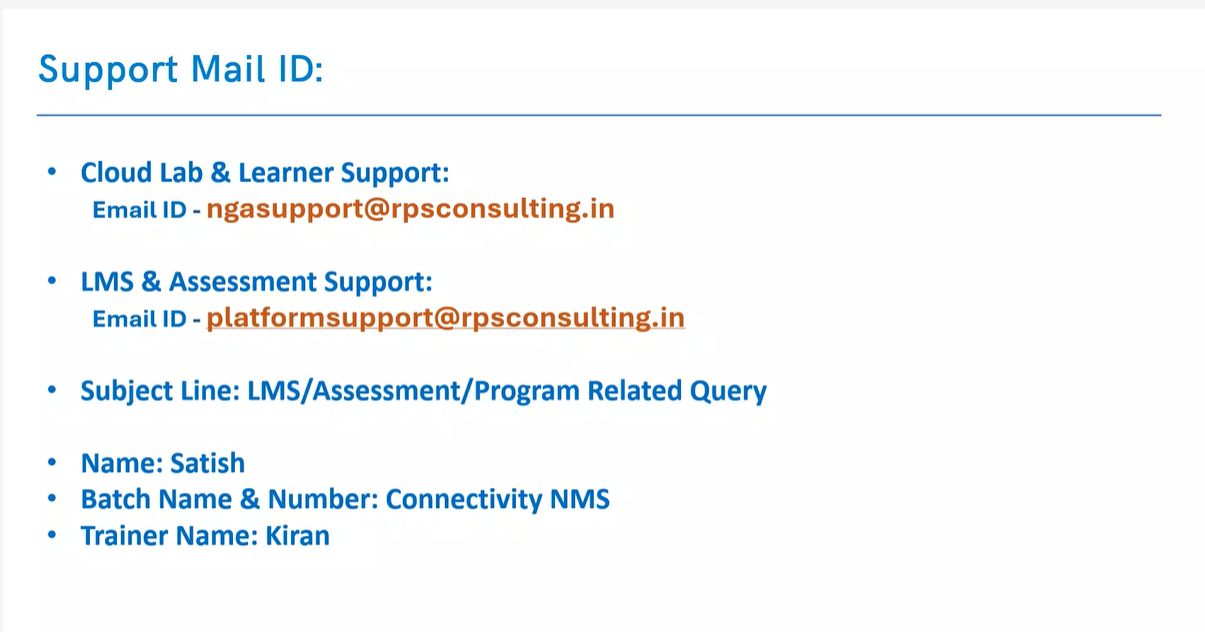 Support Mail ID:
• Cloud Lab & Learner Support:
Email ID - ngasupport@rpsconsulting.in
• LMS & Assessment Support:
Email ID - platformsupport@rpsconsulting.in
• Subject Line: LMS/Assessment/Program Related Query
• Name: Satish
• Batch Name & Number: Connectivity NMS
• Trainer Name: Kiran